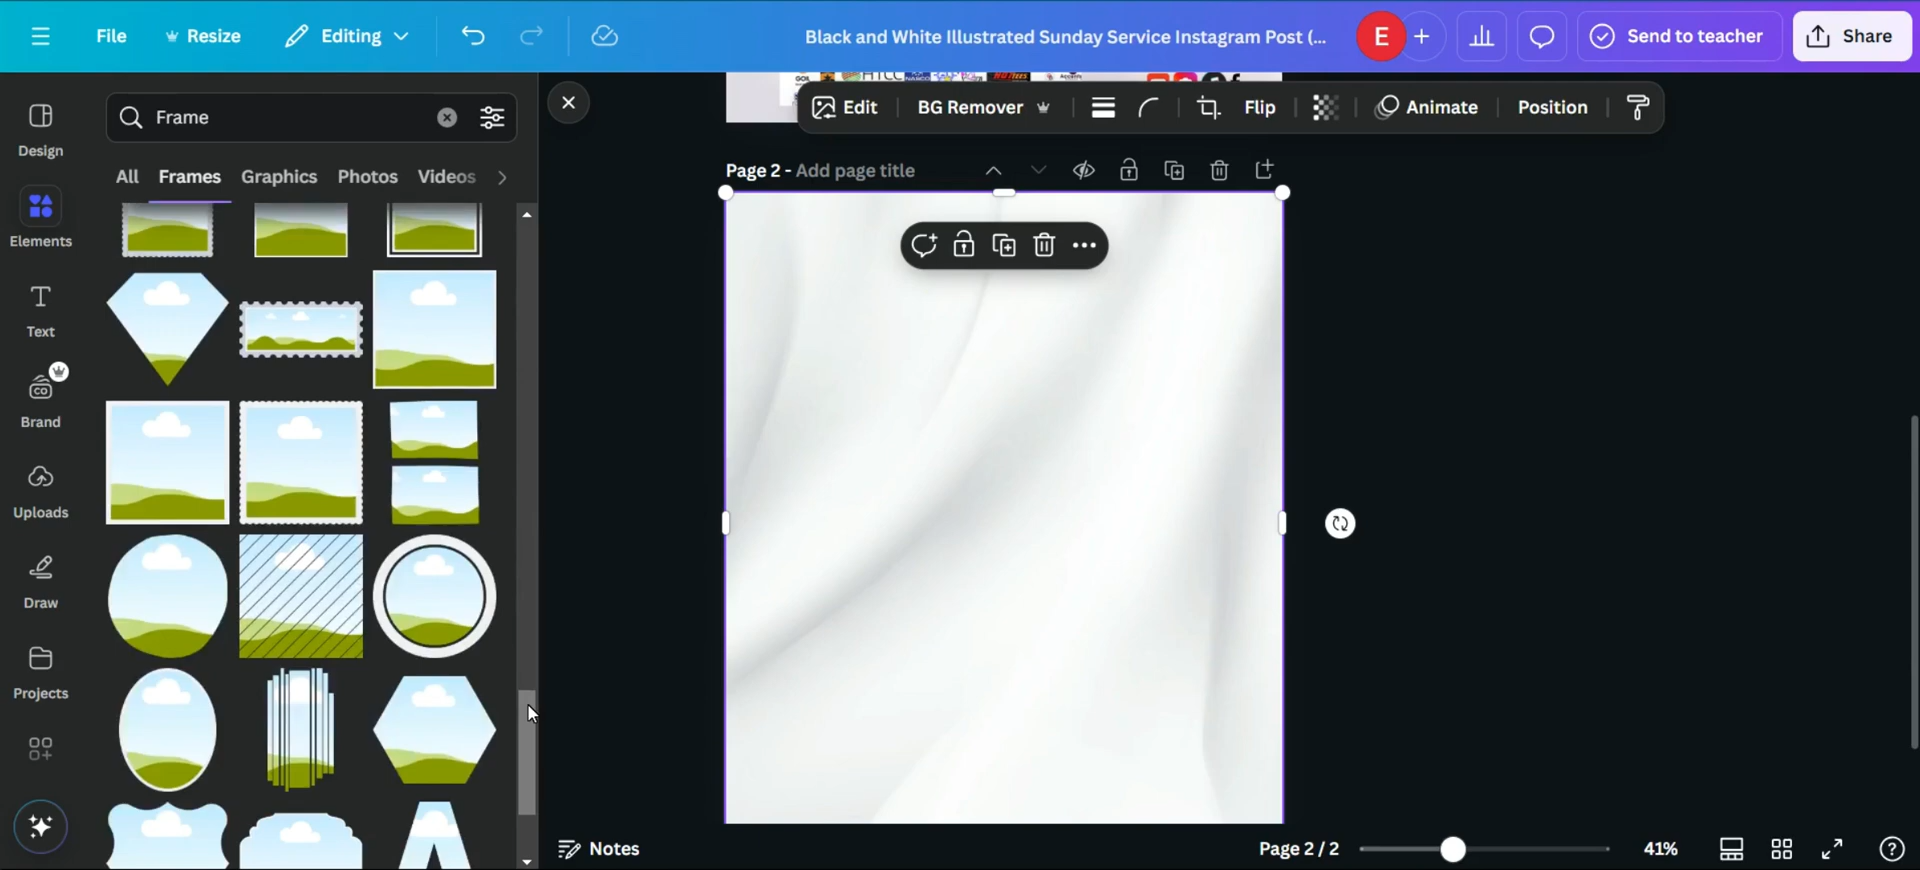 File Resize Editing Black and White Illustrated Sunday Service Instagram Post (... E Send to teacher Share
Design
Elements
Text
Brand
Uploads
Draw
Projects
Frame
All Frames Graphics Photos Videos
Edit BG Remover Flip Animate Position
Page 2 - Add page title
Notes Page 2 / 2 41%